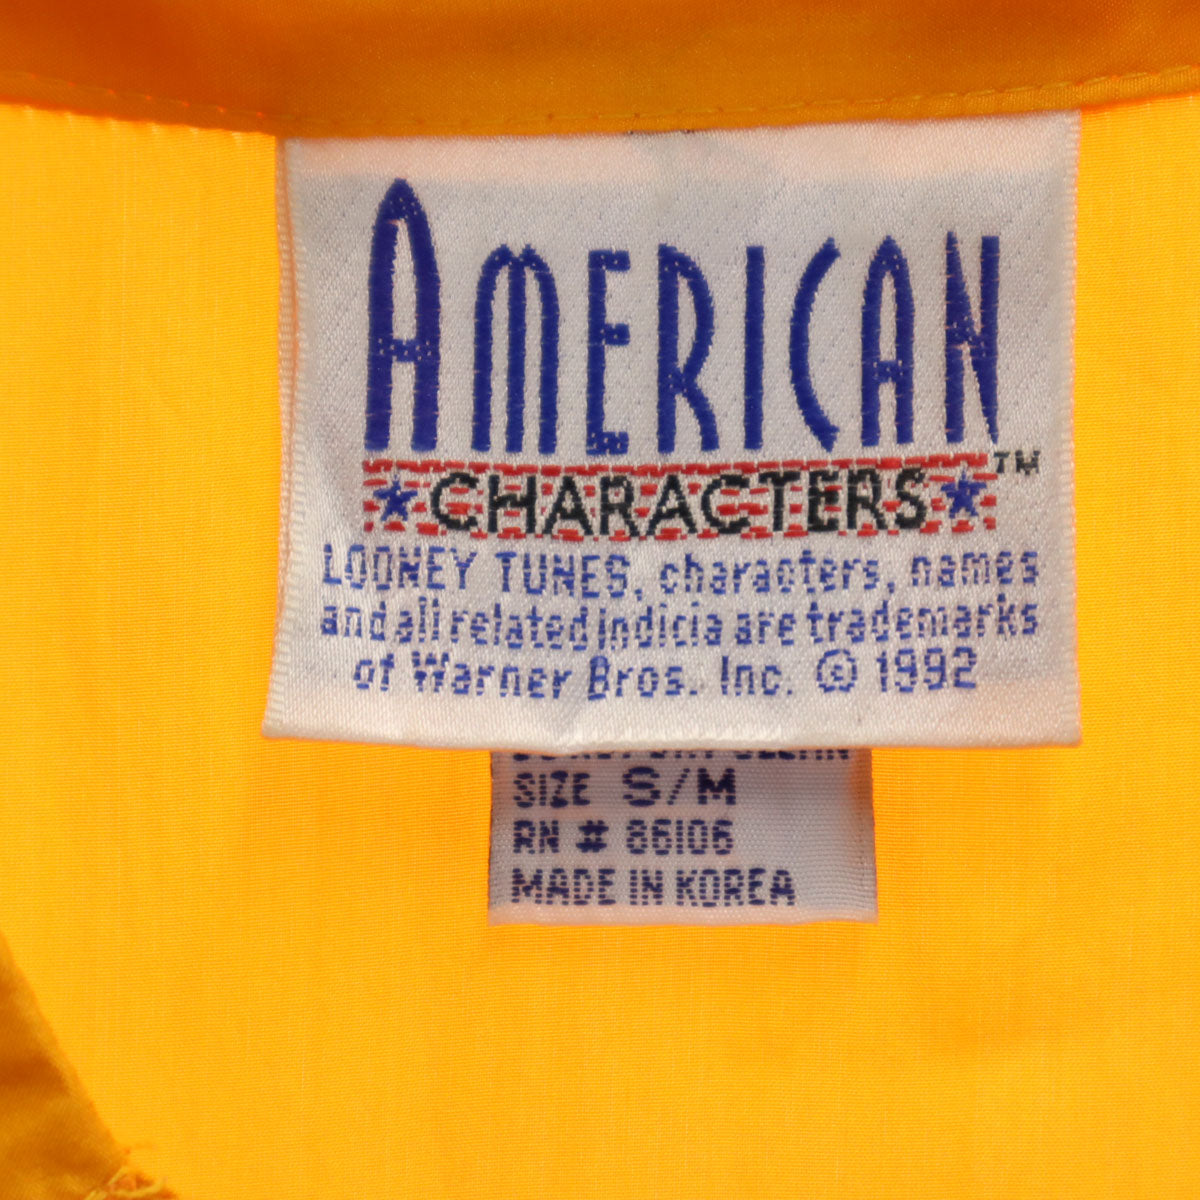 AMERICAN
CHARACTERS™
LOONEY TUNES, characters, names
and all related indicia are trademarks
of Warner Bros. Inc. © 1992
SIZE S/M
RN # 86106
MADE IN KOREA